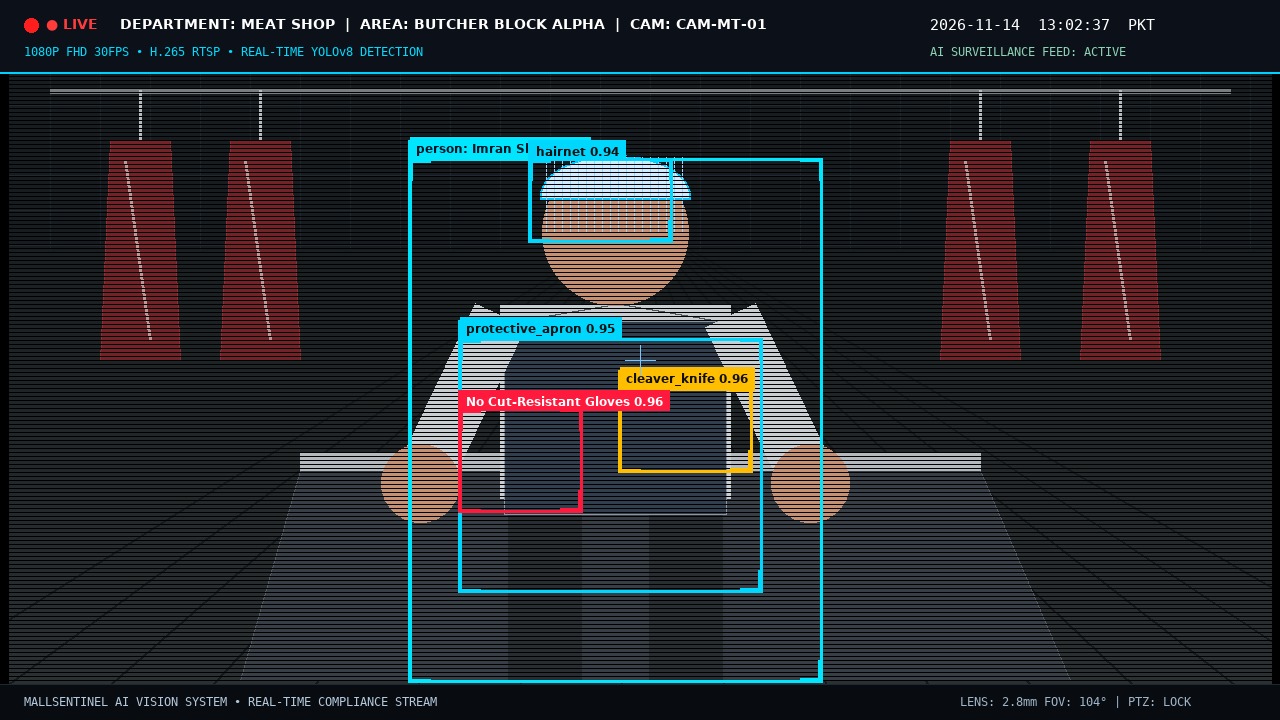 ● LIVE
DEPARTMENT: MEAT SHOP | AREA: BUTCHER BLOCK ALPHA | CAM: CAM-MT-01
2026-11-14 13:02:37 PKT
1080P FHD 30FPS • H.265 RTSP • REAL-TIME YOLOv8 DETECTION
AI SURVEILLANCE FEED: ACTIVE
person: Imran
hairnet 0.94
protective_apron 0.95
cleaver_knife 0.96
No Cut-Resistant Gloves 0.96
MALLSENTINEL AI VISION SYSTEM • REAL-TIME COMPLIANCE STREAM
LENS: 2.8mm FOV: 104° | PTZ: LOCK